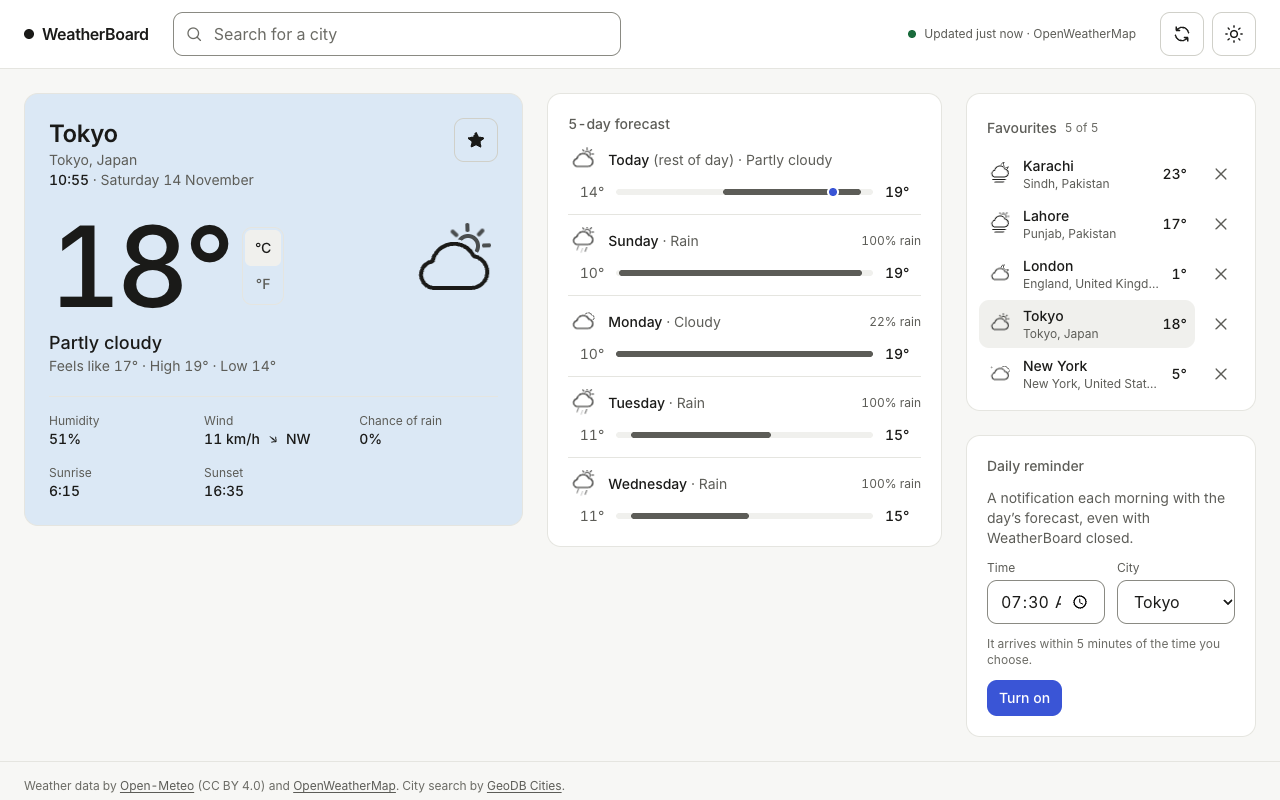 WeatherBoard
Search for a city
Updated just now · OpenWeatherMap
Tokyo
Tokyo, Japan
10:55 · Saturday 14 November
18°
°C
°F
Partly cloudy
Feels like 17° · High 19° · Low 14°
Humidity
51%
Wind
11 km/h ↘ NW
Chance of rain
0%
Sunrise
6:15
Sunset
16:35
5-day forecast
Today (rest of day) · Partly cloudy
14° 19°
Sunday · Rain 100% rain
10° 19°
Monday · Cloudy 22% rain
10° 19°
Tuesday · Rain 100% rain
11° 15°
Wednesday · Rain 100% rain
11° 15°
Favourites 5 of 5
Karachi
Sindh, Pakistan
23°
Lahore
Punjab, Pakistan
17°
London
England, United Kingd...
1°
Tokyo
Tokyo, Japan
18°
New York
New York, United Stat...
5°
Daily reminder
A notification each morning with the
day’s forecast, even with
WeatherBoard closed.
Time
07:30
City
Tokyo
It arrives within 5 minutes of the time you
choose.
Turn on
Weather data by Open-Meteo (CC BY 4.0) and OpenWeatherMap. City search by GeoDB Cities.